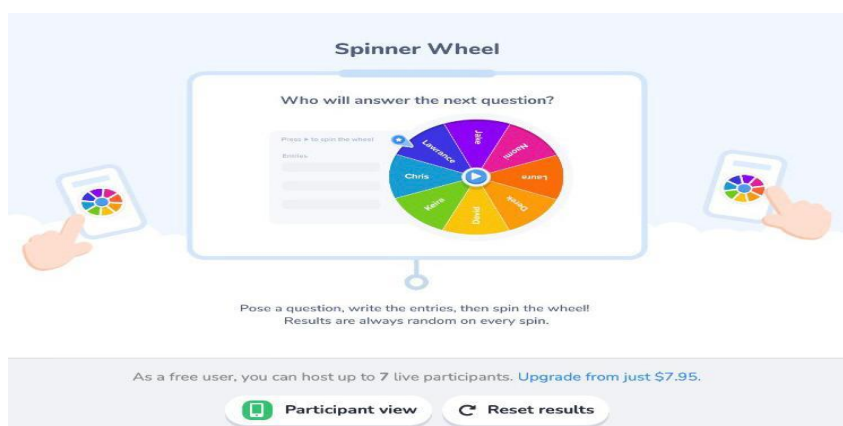 Spinner Wheel
Who will answer the next question?
Press to spin the wheel
Entries
Lawrance
Jake
Naomi
Laura
Derek
David
Keira
Chris
Pose a question, write the entries, then spin the wheel!
Results are always random on every spin.
As a free user, you can host up to 7 live participants. Upgrade from just $7.95.
Participant view
Reset results